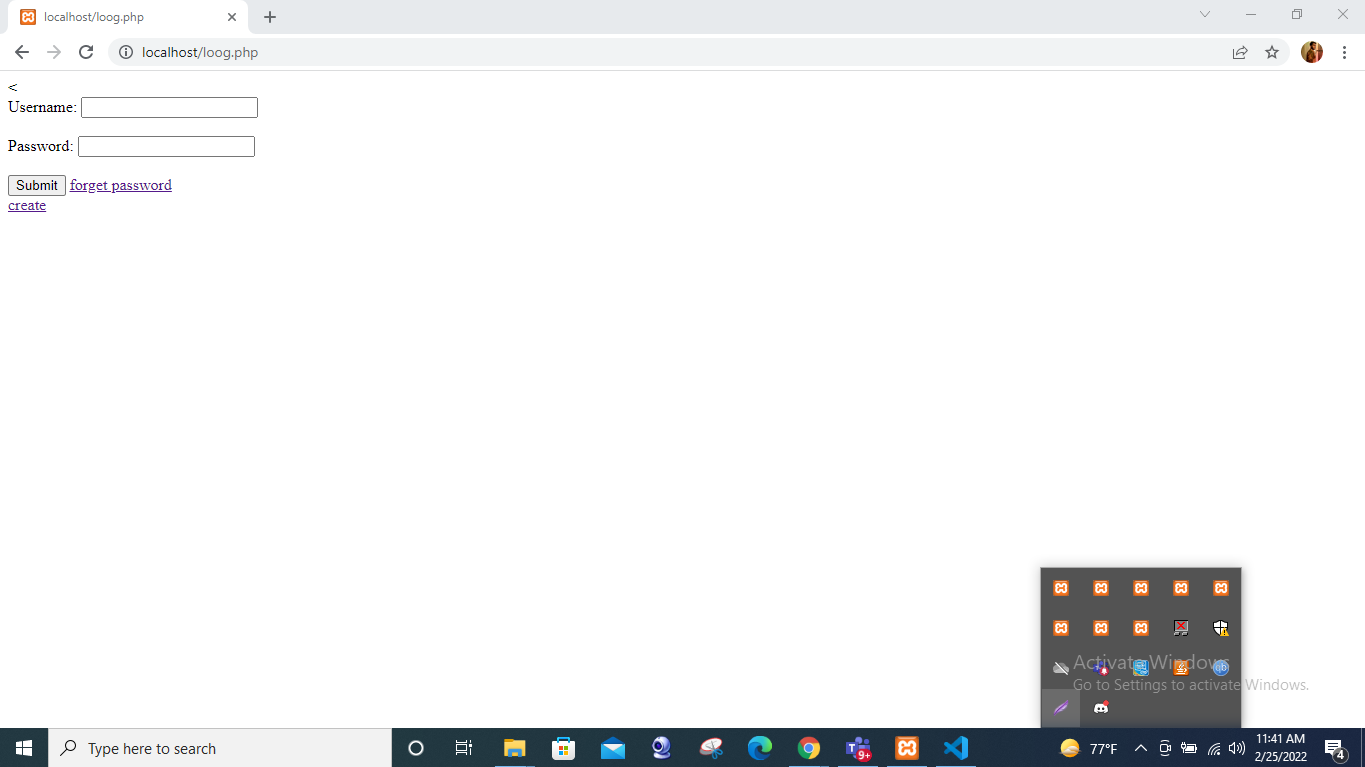 localhost/loog.php
localhost/loog.php
<
Username:
Password:
Submit forget password
create
Activate Windows
Go to Settings to activate Windows.
qb
Type here to search
9+
77°F
11:41 AM
2/25/2022
4